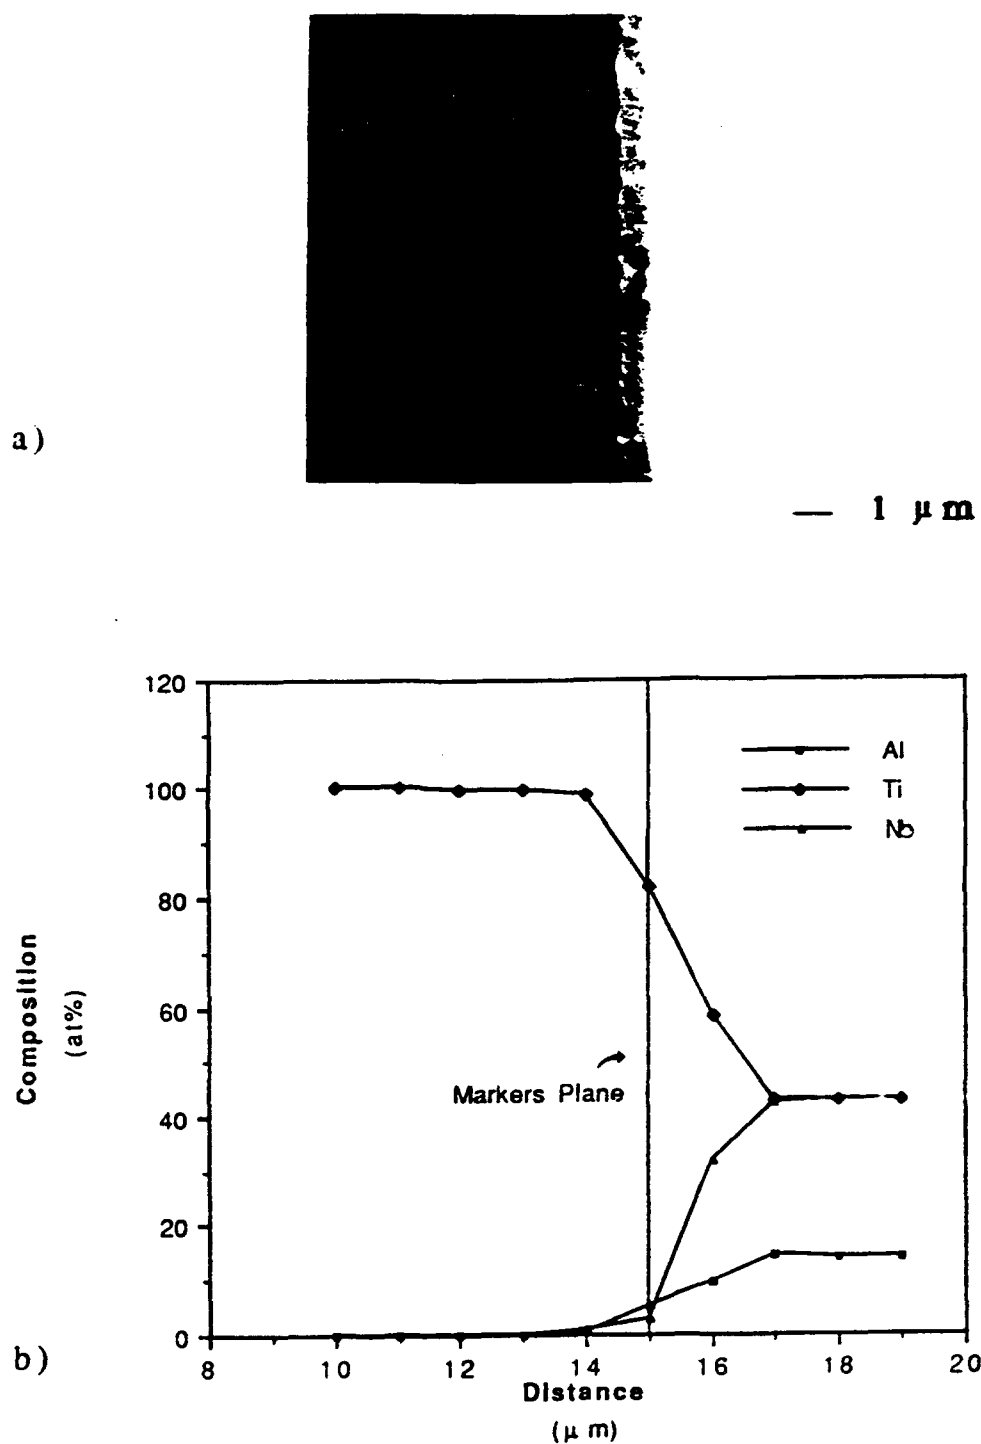 a)
1 μm
120
100
80
60
40
20
0
Composition
(at%)
Al
Ti
Nb
Markers Plane
8 10 12 14 16 18 20
Distance
(μ m)
b)